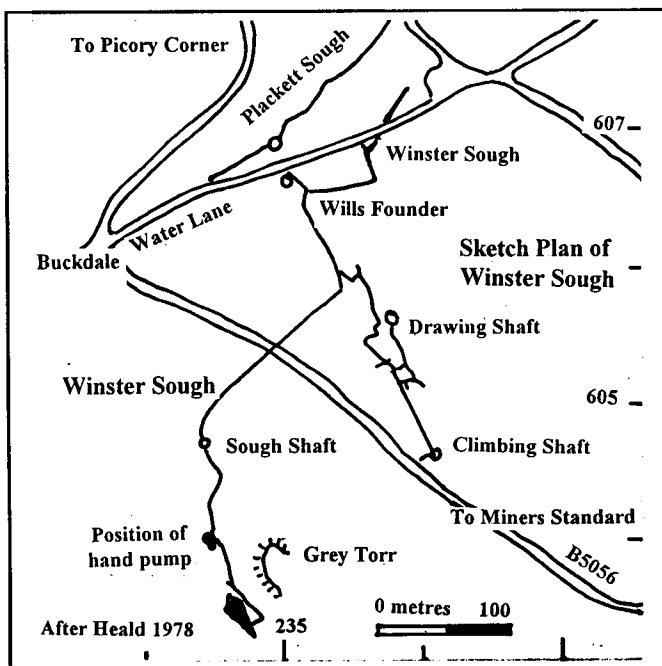 To Picory Corner
Plackett Sough
607
Winster Sough
Wills Founder
Water Lane
Buckdale
Sketch Plan of
Winster Sough
Drawing Shaft
Winster Sough
605
Sough Shaft
Climbing Shaft
To Miners Standard
Position of
hand pump
Grey Torr
B5056
0 metres 100
After Heald 1978
235